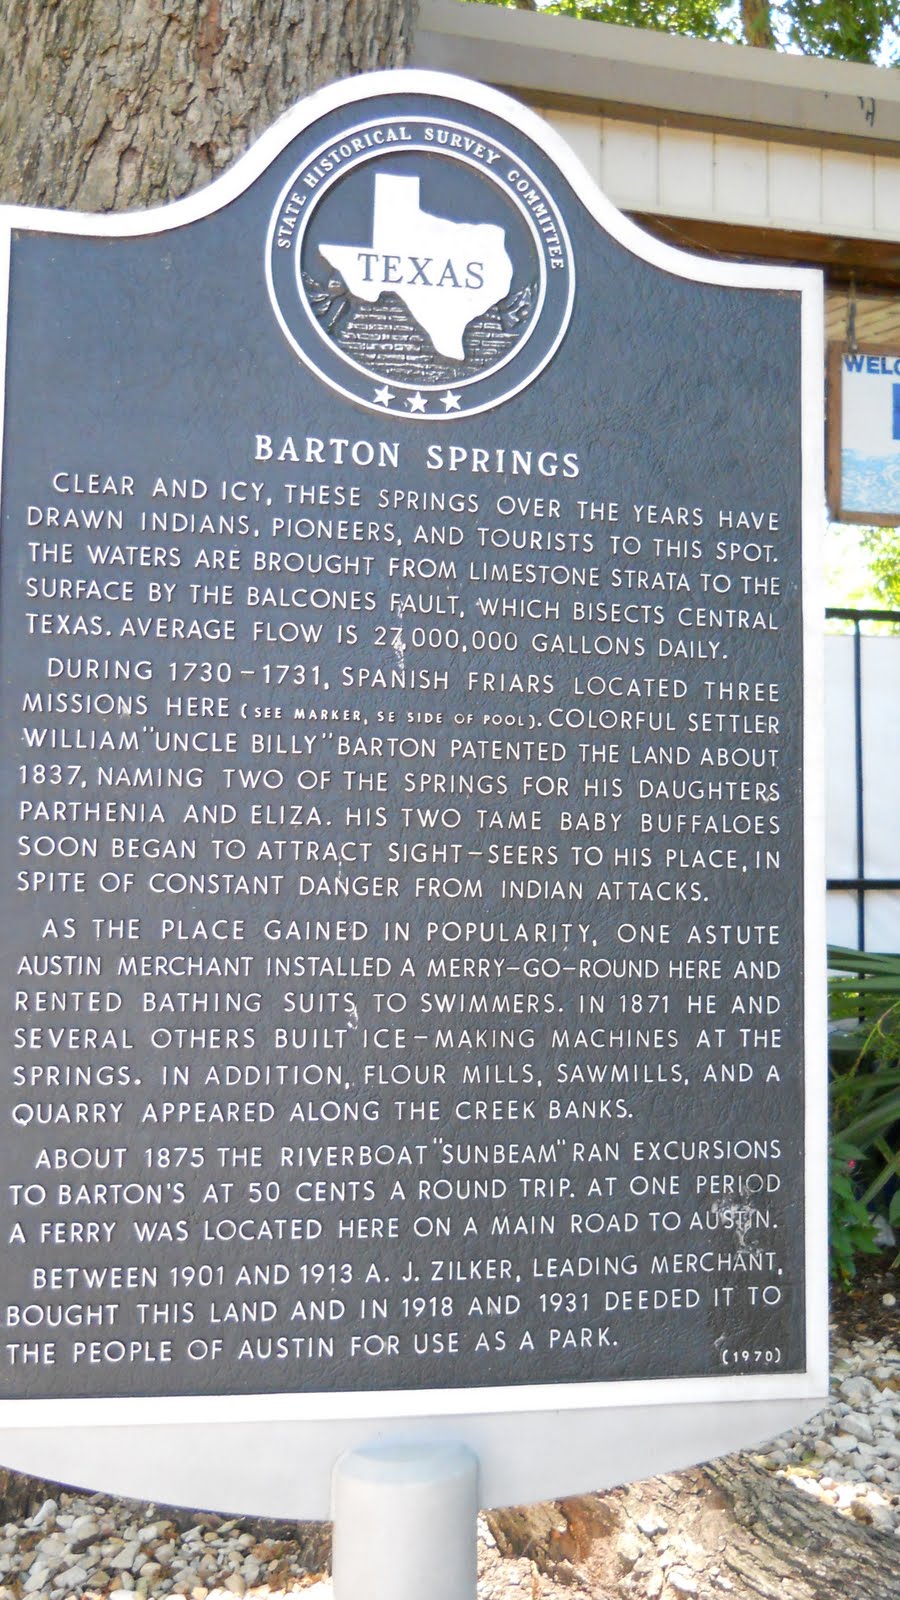 STATE HISTORICAL SURVEY COMMITTEE
TEXAS
BARTON SPRINGS
CLEAR AND ICY, THESE SPRINGS OVER THE YEARS HAVE
DRAWN INDIANS, PIONEERS, AND TOURISTS TO THIS SPOT.
THE WATERS ARE BROUGHT FROM LIMESTONE STRATA TO THE
SURFACE BY THE BALCONES FAULT, WHICH BISECTS CENTRAL
TEXAS. AVERAGE FLOW IS 27,000,000 GALLONS DAILY.
DURING 1730-1731, SPANISH FRIARS LOCATED THREE
MISSIONS HERE (SEE MARKER, SE SIDE OF POOL). COLORFUL SETTLER
WILLIAM "UNCLE BILLY" BARTON PATENTED THE LAND ABOUT
1837, NAMING TWO OF THE SPRINGS FOR HIS DAUGHTERS
PARTHENIA AND ELIZA. HIS TWO TAME BABY BUFFALOES
SOON BEGAN TO ATTRACT SIGHT-SEERS TO HIS PLACE, IN
SPITE OF CONSTANT DANGER FROM INDIAN ATTACKS.
AS THE PLACE GAINED IN POPULARITY, ONE ASTUTE
AUSTIN MERCHANT INSTALLED A MERRY-GO-ROUND HERE AND
RENTED BATHING SUITS TO SWIMMERS. IN 1871 HE AND
SEVERAL OTHERS BUILT ICE-MAKING MACHINES AT THE
SPRINGS. IN ADDITION, FLOUR MILLS, SAWMILLS, AND A
QUARRY APPEARED ALONG THE CREEK BANKS.
ABOUT 1875 THE RIVERBOAT "SUNBEAM" RAN EXCURSIONS
TO BARTON'S AT 50 CENTS A ROUND TRIP. AT ONE PERIOD
A FERRY WAS LOCATED HERE ON A MAIN ROAD TO AUSTIN.
BETWEEN 1901 AND 1913 A. J. ZILKER, LEADING MERCHANT,
BOUGHT THIS LAND AND IN 1918 AND 1931 DEEDED IT TO
THE PEOPLE OF AUSTIN FOR USE AS A PARK.
(1970)